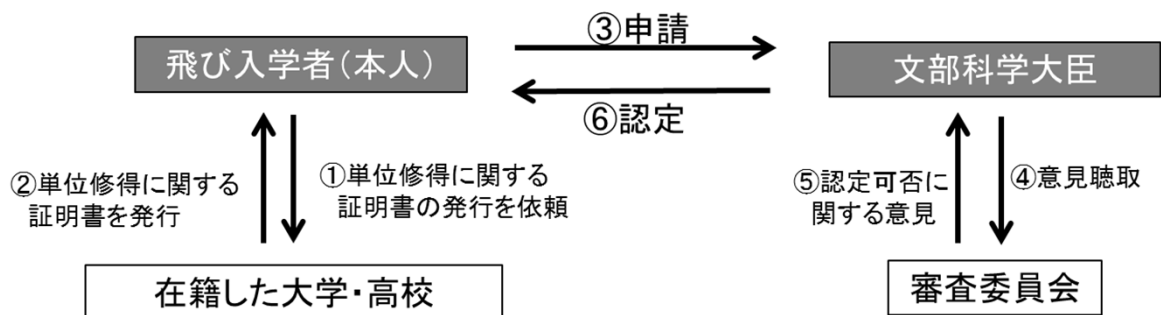 ③申請
飛び入学者(本人)
文部科学大臣
⑥認定
②単位修得に関する
証明書を発行
①単位修得に関する
証明書の発行を依頼
⑤認定可否に
関する意見
④意見聴取
在籍した大学・高校
審査委員会